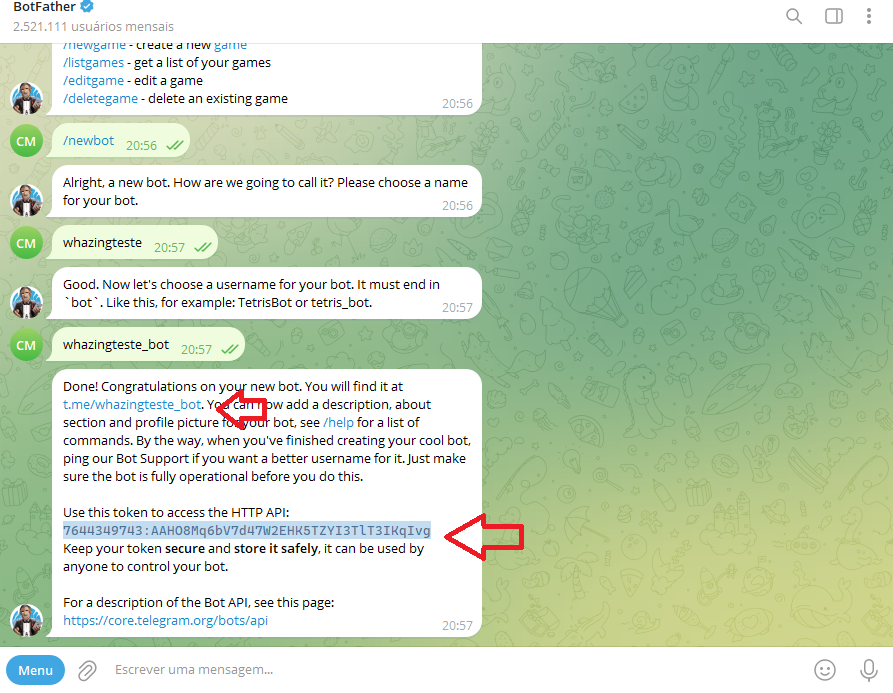 BotFather
2.521.111 usuários mensais
/newgame - create a new game
/listgames - get a list of your games
/editgame - edit a game
/deletegame - delete an existing game
20:56
CM
/newbot 20:56
Alright, a new bot. How are we going to call it? Please choose a name
for your bot.
20:56
CM
whazingteste 20:57
Good. Now let's choose a username for your bot. It must end in
`bot`. Like this, for example: TetrisBot or tetris_bot.
20:57
CM
whazingteste_bot 20:57
Done! Congratulations on your new bot. You will find it at
t.me/whazingteste_bot. You can now add a description, about
section and profile picture for your bot, see /help for a list of
commands. By the way, when you've finished creating your cool bot,
ping our Bot Support if you want a better username for it. Just make
sure the bot is fully operational before you do this.
Use this token to access the HTTP API:
7644349743:AAHO8Mq6bV7d47W2EHK5TZYI3TlT3IKqIvg
Keep your token secure and store it safely, it can be used by
anyone to control your bot.
For a description of the Bot API, see this page:
https://core.telegram.org/bots/api
20:57
Menu
Escrever uma mensagem...